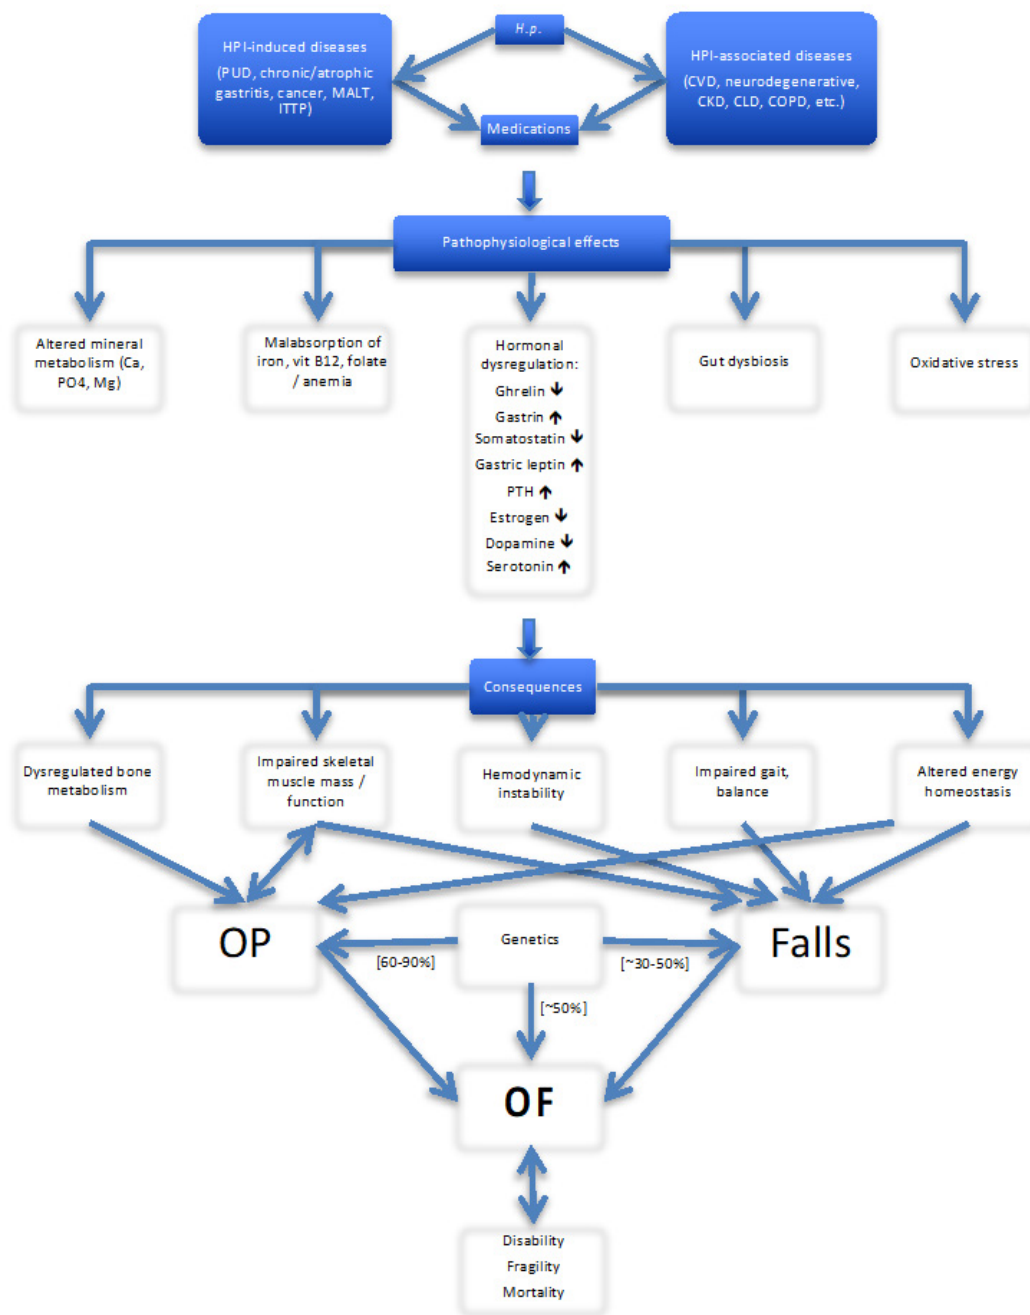 H.p.
HPI-induced diseases
(PUD, chronic/atrophic
gastritis, cancer, MALT,
ITTP)
HPI-associated diseases
(CVD, neurodegenerative,
CKD, CLD, COPD, etc.)
Medications
Pathophysiological effects
Altered mineral
metabolism (Ca,
PO4, Mg)
Malabsorption of
iron, vit B12, folate
/ anemia
Hormonal
dysregulation:
Ghrelin ↓
Gastrin ↑
Somatostatin ↓
Gastric leptin ↑
PTH ↑
Estrogen ↓
Dopamine ↓
Serotonin ↑
Gut dysbiosis
Oxidative stress
Consequences
Dysregulated bone
metabolism
Impaired skeletal
muscle mass /
function
Hemodynamic
instability
Impaired gait,
balance
Altered energy
homeostasis
OP
Genetics
Falls
[60-90%]
[~30-50%]
[~50%]
OF
Disability
Fragility
Mortality